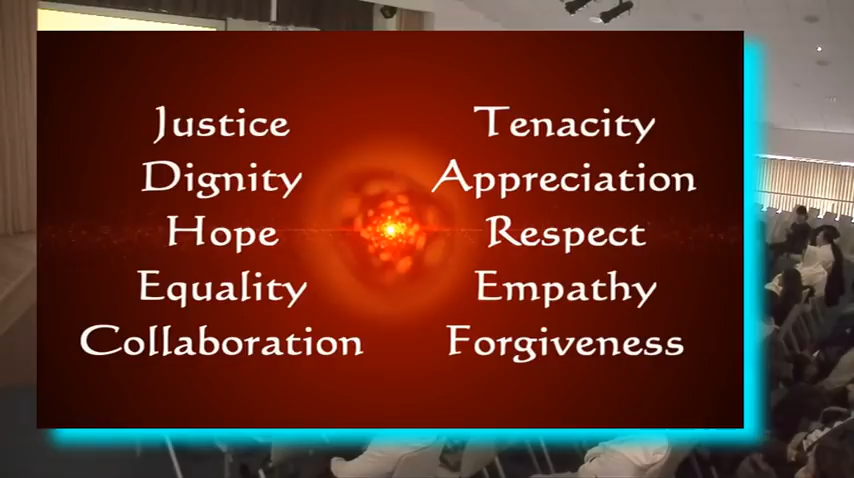 Justice
Dignity
Hope
Equality
Collaboration
Tenacity
Appreciation
Respect
Empathy
Forgiveness